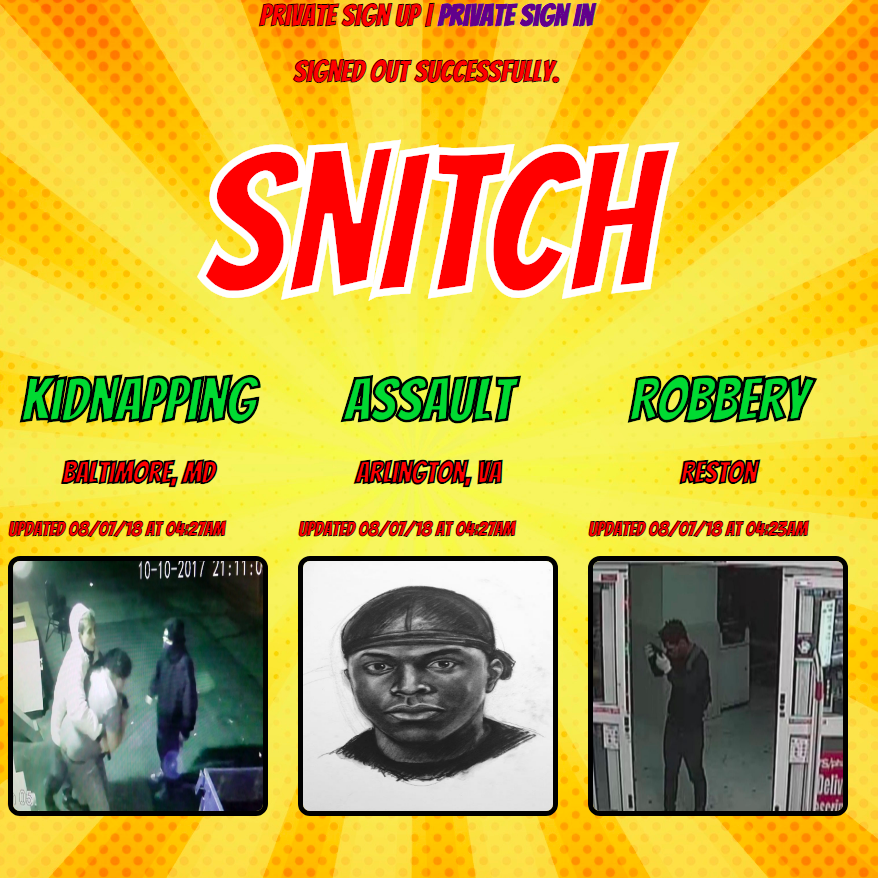 PRIVATE SIGN UP | PRIVATE SIGN IN
SIGNED OUT SUCCESSFULLY.
SNITCH
KIDNAPPING
ASSAULT
ROBBERY
BALTIMORE, MD
ARLINGTON, VA
RESTON
UPDATED 08/07/18 AT 04:27AM
UPDATED 08/07/18 AT 04:27AM
UPDATED 08/07/18 AT 04:23AM
10-10-2017 21:11:0